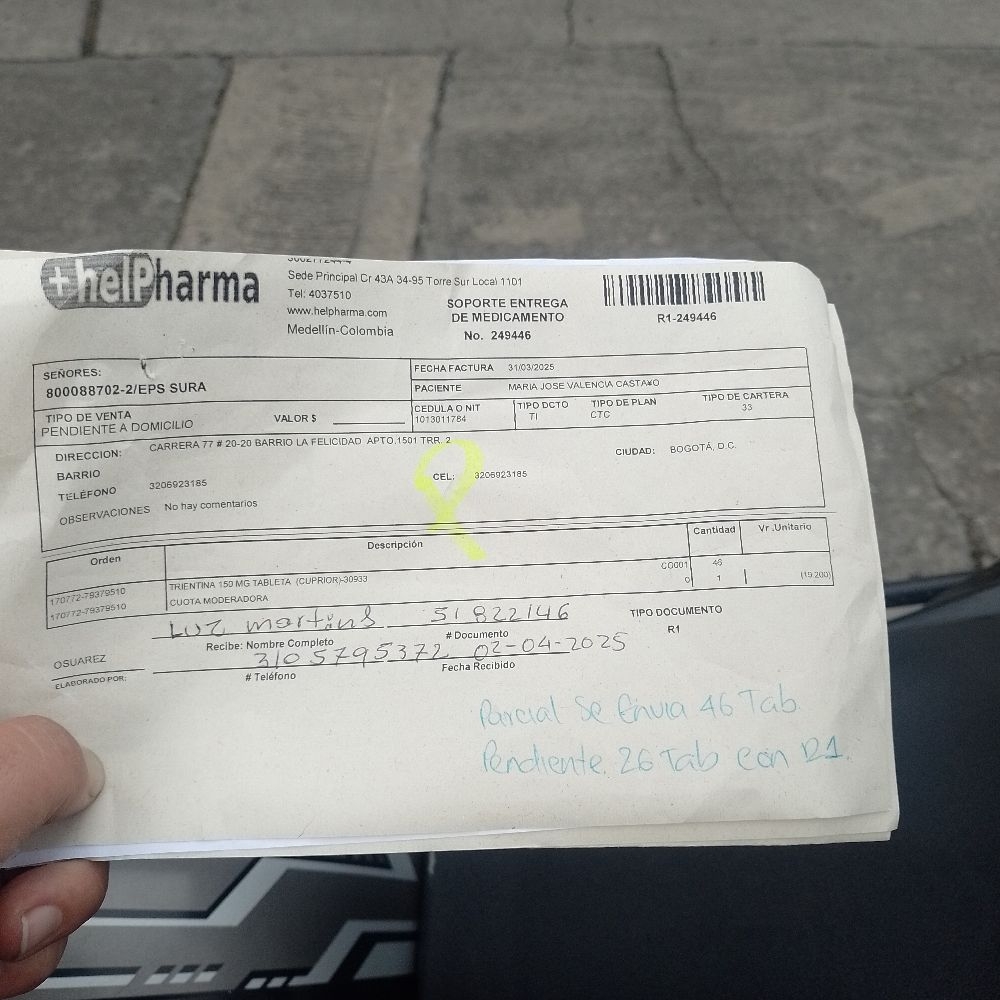 +helPharma
Sede Principal Cr 43A 34-95 Torre Sur Local 1101
Tel: 4037510
www.helpharma.com
Medellín-Colombia
SOPORTE ENTREGA
DE MEDICAMENTO
No. 249446
R1-249446
SEÑORES:
800088702-2/EPS SURA
FECHA FACTURA 31/03/2025
PACIENTE MARIA JOSE VALENCIA CASTA¥O
TIPO DE VENTA
PENDIENTE A DOMICILIO
VALOR $
CEDULA O NIT
1013011784
TIPO DCTO
TI
TIPO DE PLAN
CTC
TIPO DE CARTERA
33
DIRECCION: CARRERA 77 # 20-20 BARRIO LA FELICIDAD APTO.1501 TRR. 2
CIUDAD: BOGOTÁ, D.C.
BARRIO
TELÉFONO 3206923185
CEL: 3206923185
OBSERVACIONES No hay comentarios
Orden Descripción Cantidad Vr .Unitario
170772-79379510 TRIENTINA 150 MG TABLETA (CUPRIOR)-30933 CO001 46
170772-79379510 CUOTA MODERADORA 0 1 (19.200)
Luz martins 51822146
Recibe: Nombre Completo # Documento
TIPO DOCUMENTO
R1
OSUAREZ
ELABORADO POR:
3105795372 02-04-2025
# Teléfono Fecha Recibido
Parcial Se Envia 46 Tab.
Pendiente. 26 Tab con R1.